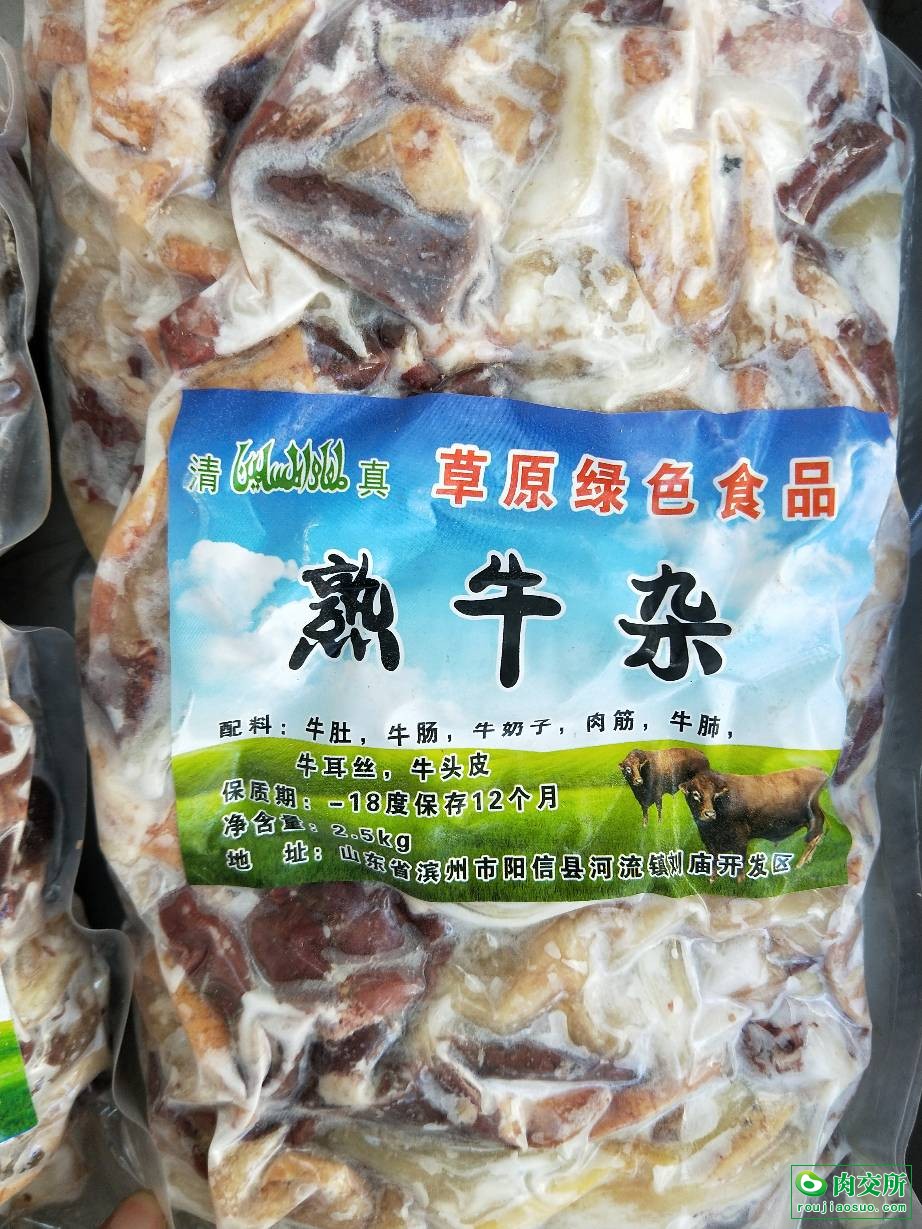 清 真 草原绿色食品
熟牛杂
配料：牛肚，牛肠，牛奶子，肉筋，牛肺，
牛耳丝，牛头皮
保质期：-18度保存12个月
净含量：2.5kg
地 址：山东省滨州市阳信县河流镇刘庙开发区
肉交所
roujiaosuo.com